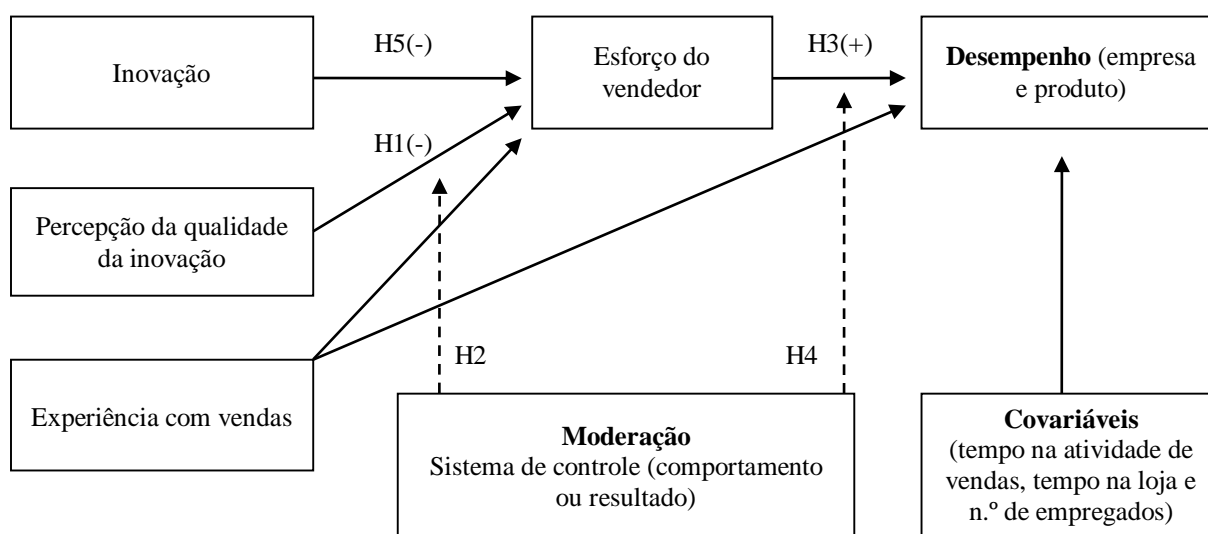 H5(-)
H3(+)
Inovação
Esforço do
vendedor
Desempenho (empresa
e produto)
H1(-)
Percepção da qualidade
da inovação
H2
H4
Experiência com vendas
Moderação
Sistema de controle (comportamento
ou resultado)
Covariáveis
(tempo na atividade de
vendas, tempo na loja e
n.º de empregados)